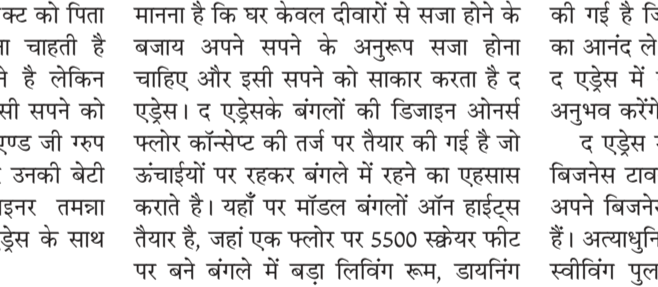 को पिता
चाहती है
है लेकिन
सपने को
एण्ड जी ग्रुप
उनकी बेटी
तमन्ना
के साथ
मानना है कि घर केवल दीवारों से सजा होने के
बजाय अपने सपने के अनुरूप सजा होना
चाहिए और इसी सपने को साकार करता है द
एड्रेस। द एड्रेसके बंगलों की डिजाइन ओनर्स
फ्लोर कॉन्सेप्ट की तर्ज पर तैयार की गई है जो
ऊंचाईयों पर रहकर बंगले में रहने का एहसास
कराते है। यहाँ पर मॉडल बंगलों ऑन हाईट्स
तैयार है, जहां एक फ्लोर पर 5500 स्क्वेयर फीट
पर बने बंगले में बड़ा लिविंग रूम, डायनिंग
की गई है
का आनंद ले
द एड्रेस में
अनुभव करेंगे
द एड्रेस
बिजनेस टाव
अपने बिजने
हैं। अत्याधुनि
स्वीविंग पुल